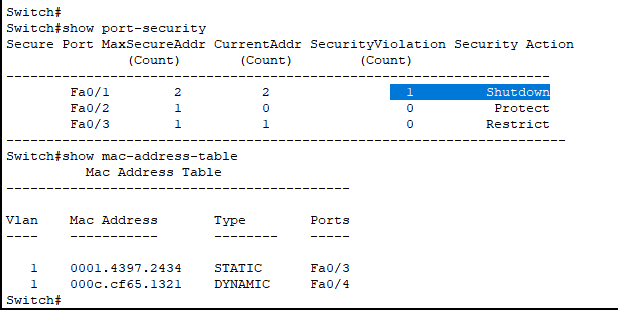 Switch#
Switch#show port-security
Secure Port MaxSecureAddr CurrentAddr SecurityViolation Security Action
(Count) (Count) (Count)
--------------------------------------------------------------------
Fa0/1 2 2 1 Shutdown
Fa0/2 1 0 0 Protect
Fa0/3 1 1 0 Restrict
----------------------------------------------------------------------
Switch#show mac-address-table
Mac Address Table
-------------------------------------------
Vlan Mac Address Type Ports
---- ----------- -------- -----
1 0001.4397.2434 STATIC Fa0/3
1 000c.cf65.1321 DYNAMIC Fa0/4
Switch#